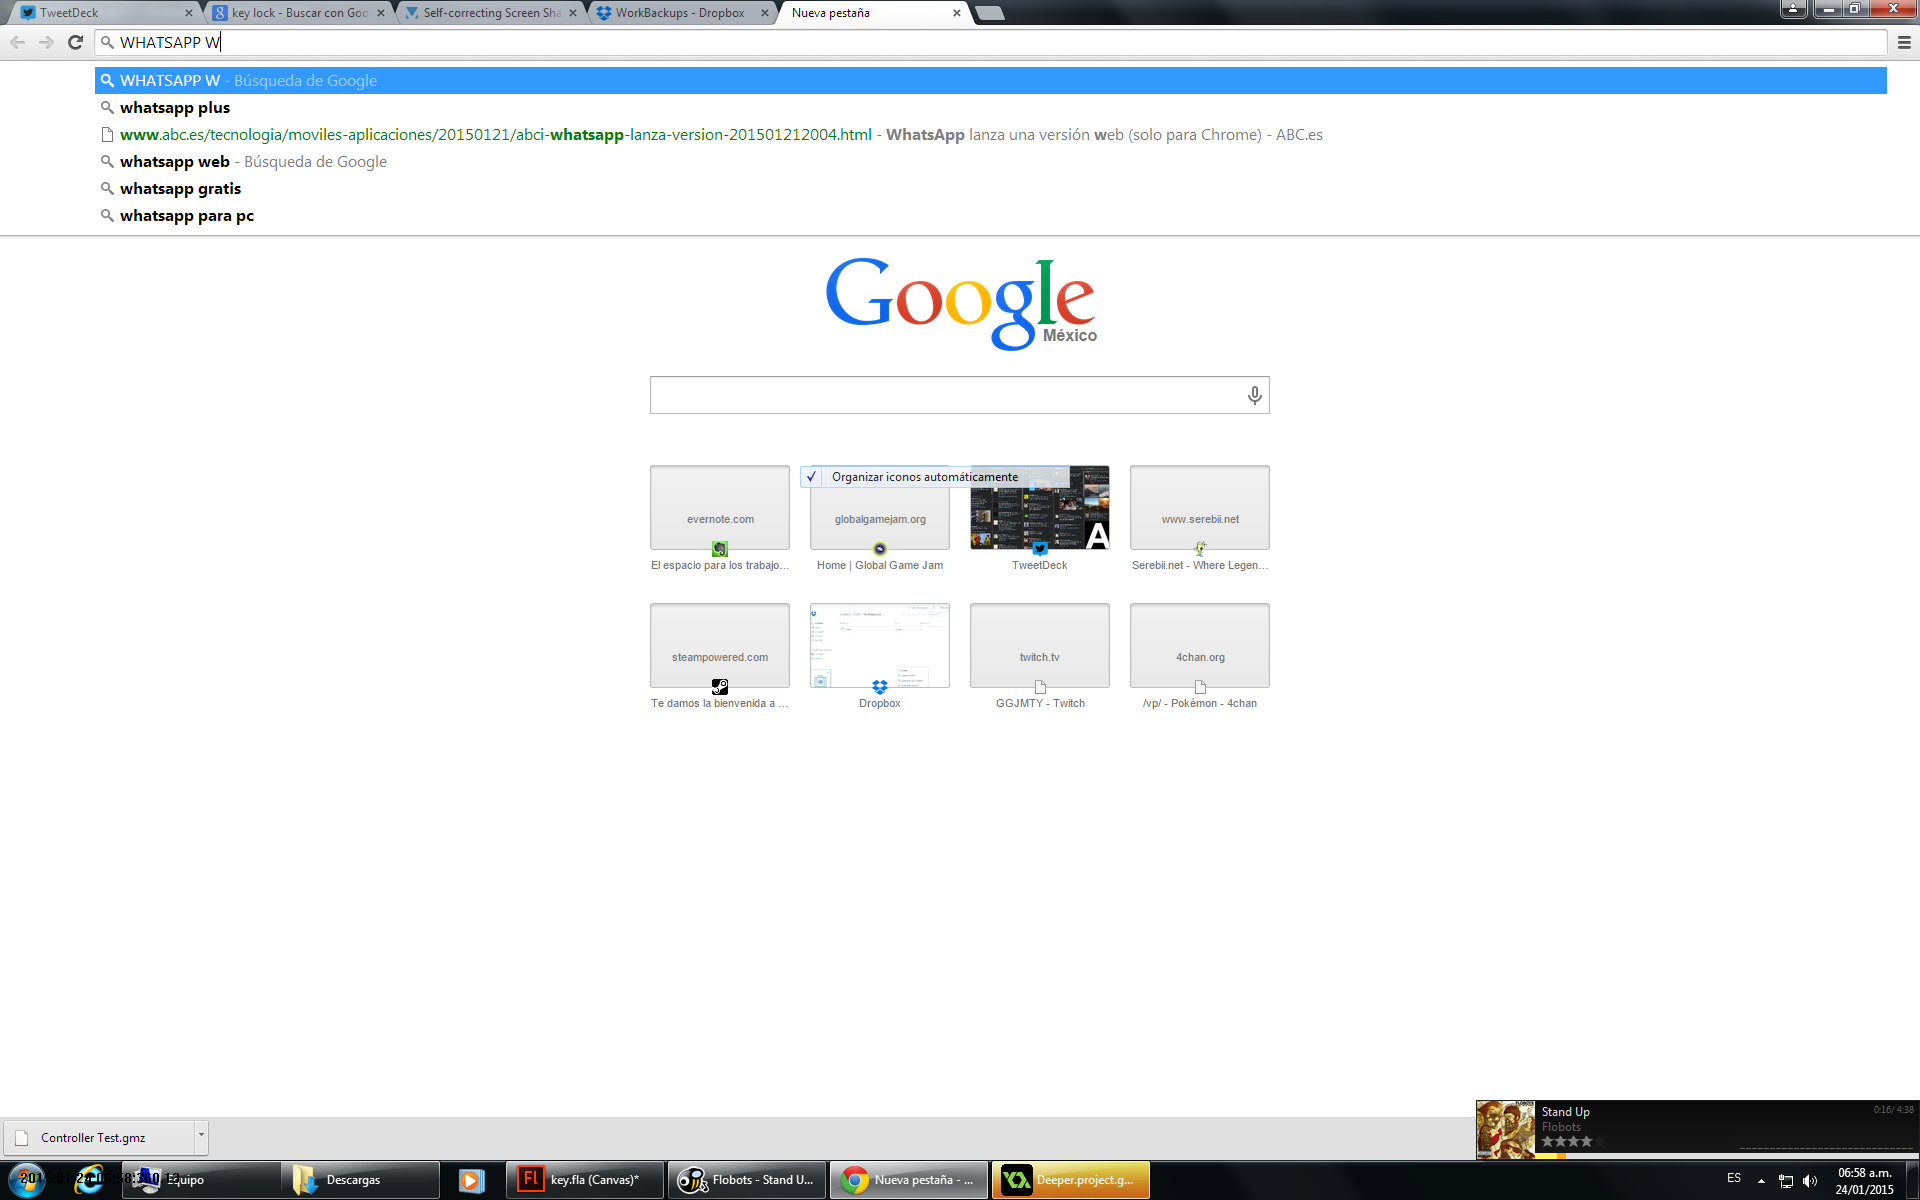 TweetDeck
key lock - Buscar con Goo
Self-correcting Screen Sha
WorkBackups - Dropbox
Nueva pestaña
WHATSAPP W
WHATSAPP W - Búsqueda de Google
whatsapp plus
www.abc.es/tecnologia/moviles-aplicaciones/20150121/abci-whatsapp-lanza-version-201501212004.html - WhatsApp lanza una versión web (solo para Chrome) - ABC.es
whatsapp web - Búsqueda de Google
whatsapp gratis
whatsapp para pc
Google
México
Organizar iconos automáticamente
evernote.com
globalgamejam.org
A
www.serebii.net
El espacio para los trabajo...
Home | Global Game Jam
TweetDeck
Serebii.net - Where Legen...
steampowered.com
twitch.tv
4chan.org
Te damos la bienvenida a ...
Dropbox
GGJMTY - Twitch
/vp/ - Pokémon - 4chan
Controller Test.gmz
Stand Up
0:16/ 4:38
Flobots
Equipo
Descargas
Fl
key.fla (Canvas)*
Flobots - Stand U...
Nueva pestaña - ...
Deeper.project.g...
ES
06:58 a.m.
24/01/2015